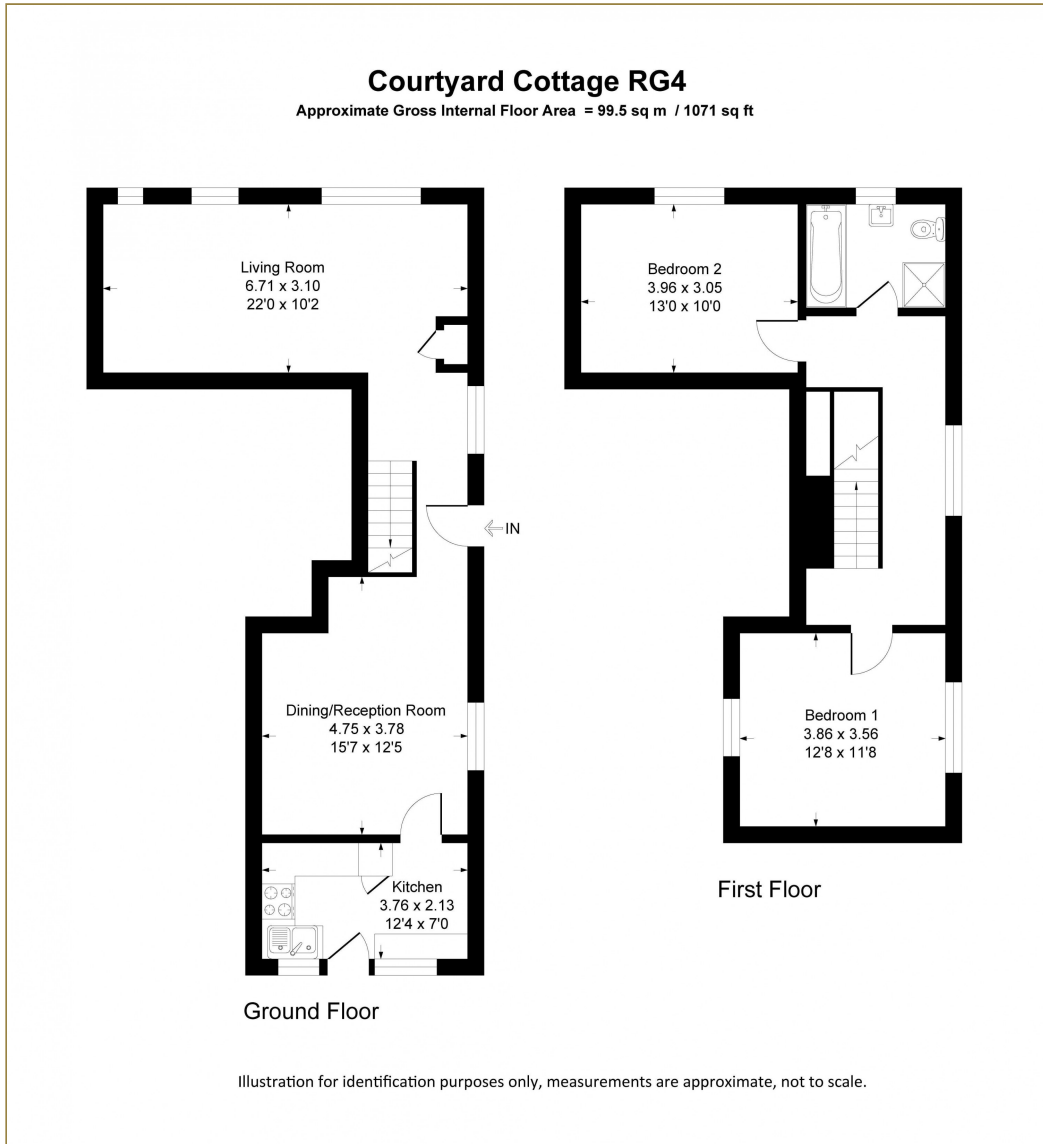 Courtyard Cottage RG4
Approximate Gross Internal Floor Area = 99.5 sq m / 1071 sq ft
Living Room
6.71 x 3.10
22'0 x 10'2
IN
Dining/Reception Room
4.75 x 3.78
15'7 x 12'5
Kitchen
3.76 x 2.13
12'4 x 7'0
Ground Floor
Bedroom 2
3.96 x 3.05
13'0 x 10'0
Bedroom 1
3.86 x 3.56
12'8 x 11'8
First Floor
Illustration for identification purposes only, measurements are approximate, not to scale.